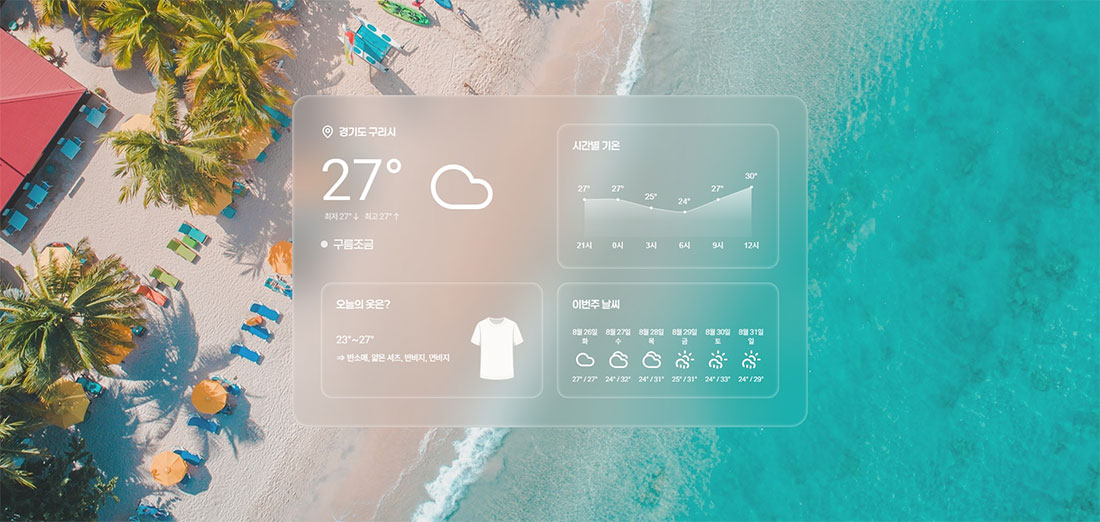 경기도 구리시
27°
최저 27° ↓ 최고 27° ↑
구름조금
시간별 기온
27° 27° 25° 24° 27° 30°
21시 0시 3시 6시 9시 12시
오늘의 옷은?
23°~27°
⇒ 반소매, 얇은 셔츠, 반바지, 면바지
이번주 날씨
8월 26일 8월 27일 8월 28일 8월 29일 8월 30일 8월 31일
화 수 목 금 토 일
27° / 27° 24° / 32° 24° / 31° 25° / 31° 24° / 33° 24° / 29°